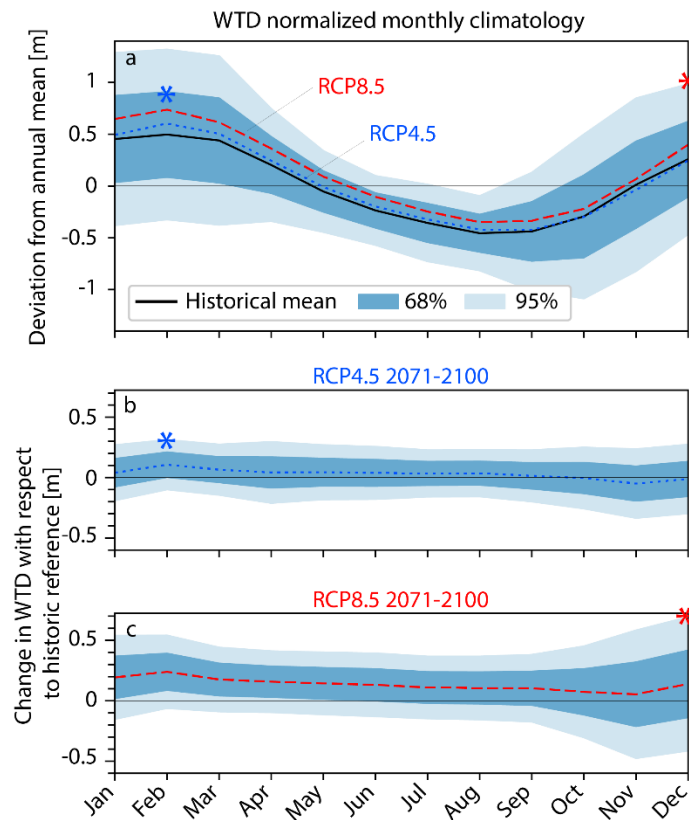 WTD normalized monthly climatology
Deviation from annual mean [m]
a
1
0.5
0
-0.5
-1
RCP8.5
RCP4.5
Historical mean 68% 95%
RCP4.5 2071-2100
b
0.5
0
-0.5
Change in WTD with respect
to historic reference [m]
RCP8.5 2071-2100
c
0.5
0
-0.5
Jan Feb Mar Apr May Jun Jul Aug Sep Oct Nov Dec